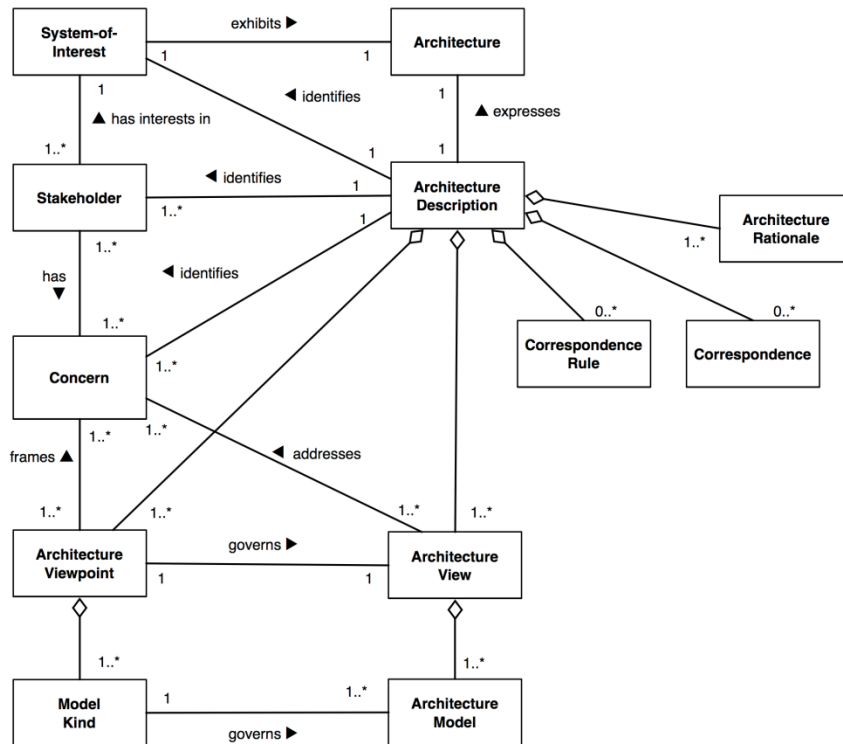 System-of-
Interest
exhibits ▶
1
1
Architecture
1
◀ identifies
1
▲ has interests in
▲ expresses
1..*
1
1
Stakeholder
◀ identifies
1
1..*
Architecture
Description
1
Architecture
Rationale
1..*
1..*
has
▼
◀ identifies
1..*
0..*
0..*
Concern
1..*
Correspondence
Rule
Correspondence
1..*
1..*
frames ▲
◀ addresses
1..*
1..*
1..*
1..*
Architecture
Viewpoint
governs ▶
1
1
Architecture
View
1..*
1..*
Model
Kind
1
1..*
governs ▶
Architecture
Model